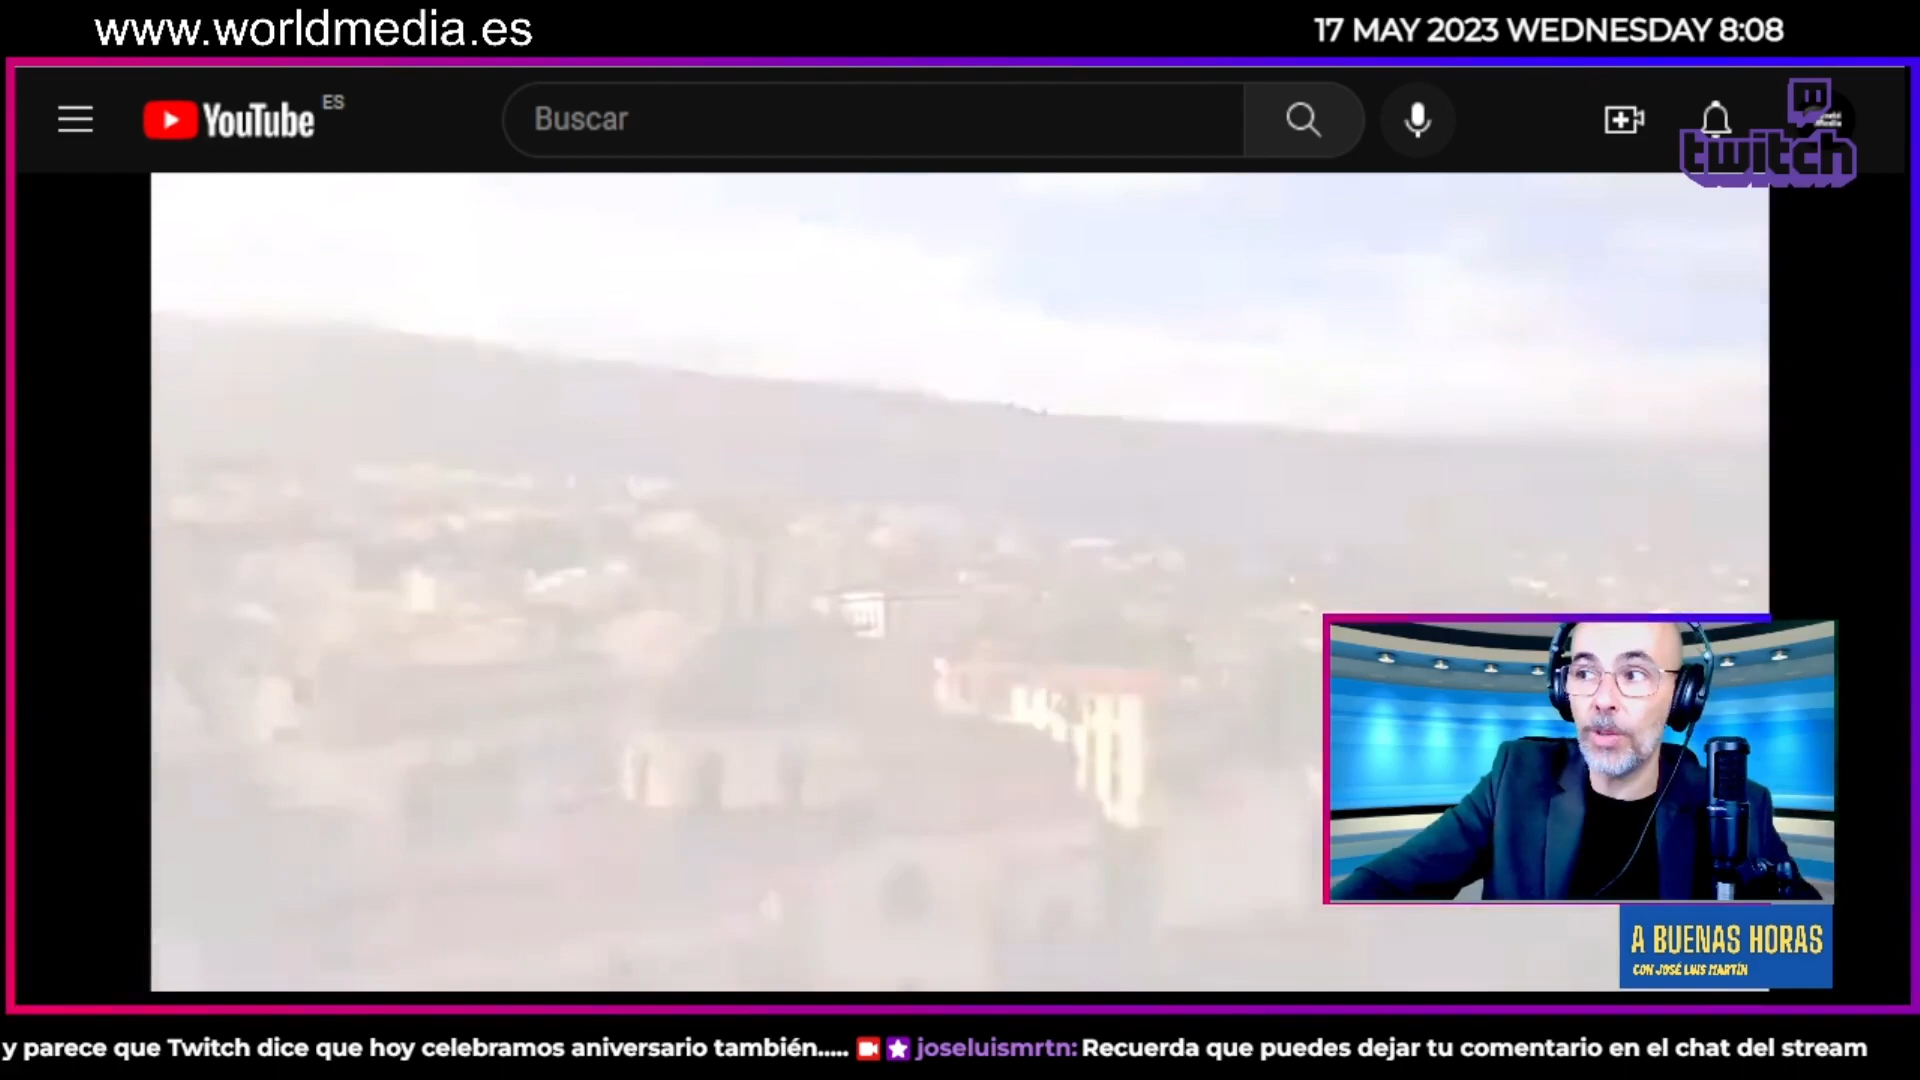 www.worldmedia.es
17 MAY 2023 WEDNESDAY 8:08
YouTube ES
Buscar
twitch
A BUENAS HORAS
CON JOSÉ LUIS MARTÍN
y parece que Twitch dice que hoy celebramos aniversario también..... joseluismrtn: Recuerda que puedes dejar tu comentario en el chat del stream